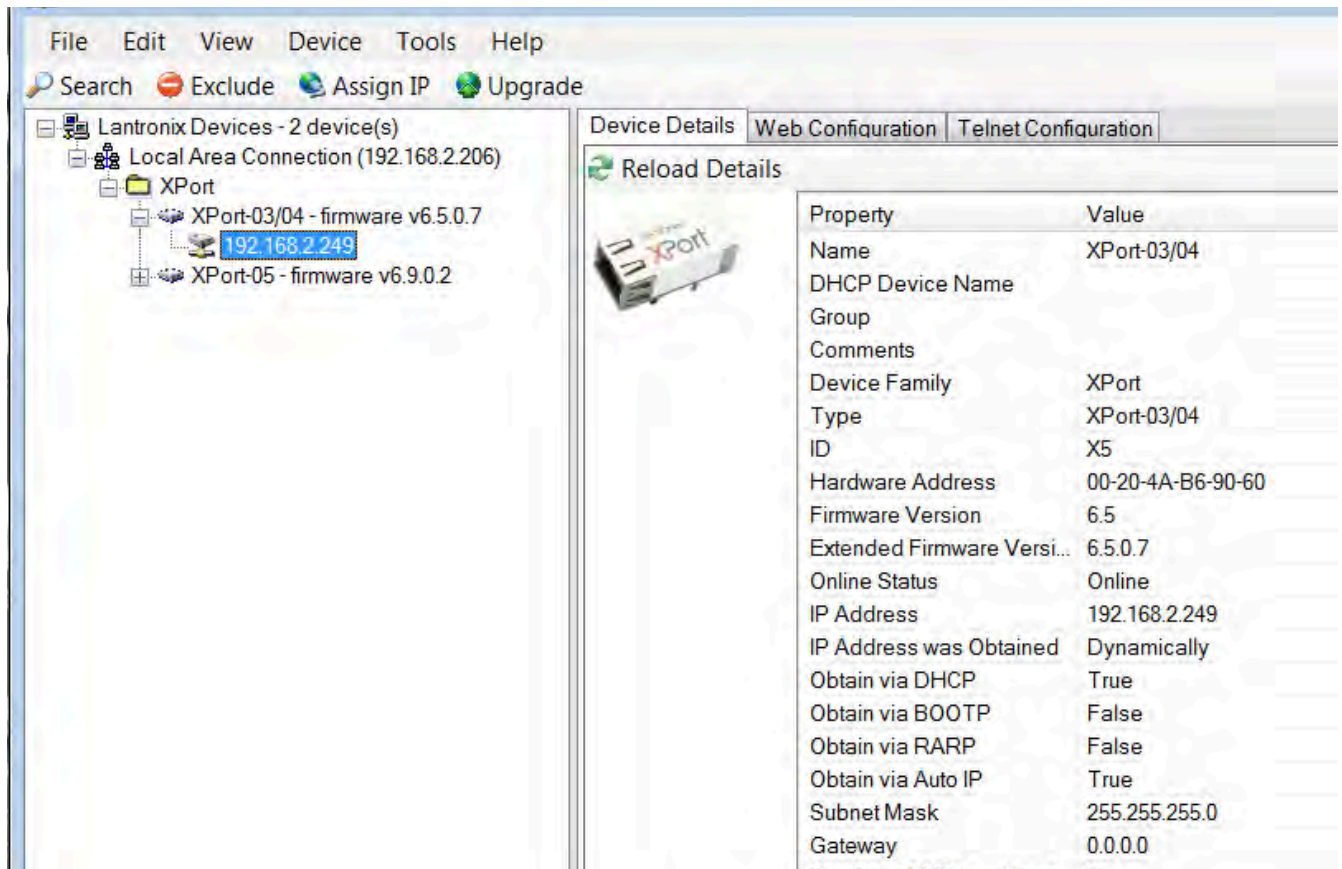 File Edit View Device Tools Help
Search Exclude Assign IP Upgrade
Lantronix Devices - 2 device(s)
Local Area Connection (192.168.2.206)
XPort
XPort-03/04 - firmware v6.5.0.7
192.168.2.249
XPort-05 - firmware v6.9.0.2
Device Details Web Configuration Telnet Configuration
Reload Details
XPort
Property Value
Name XPort-03/04
DHCP Device Name
Group
Comments
Device Family XPort
Type XPort-03/04
ID X5
Hardware Address 00-20-4A-B6-90-60
Firmware Version 6.5
Extended Firmware Versi... 6.5.0.7
Online Status Online
IP Address 192.168.2.249
IP Address was Obtained Dynamically
Obtain via DHCP True
Obtain via BOOTP False
Obtain via RARP False
Obtain via Auto IP True
Subnet Mask 255.255.255.0
Gateway 0.0.0.0